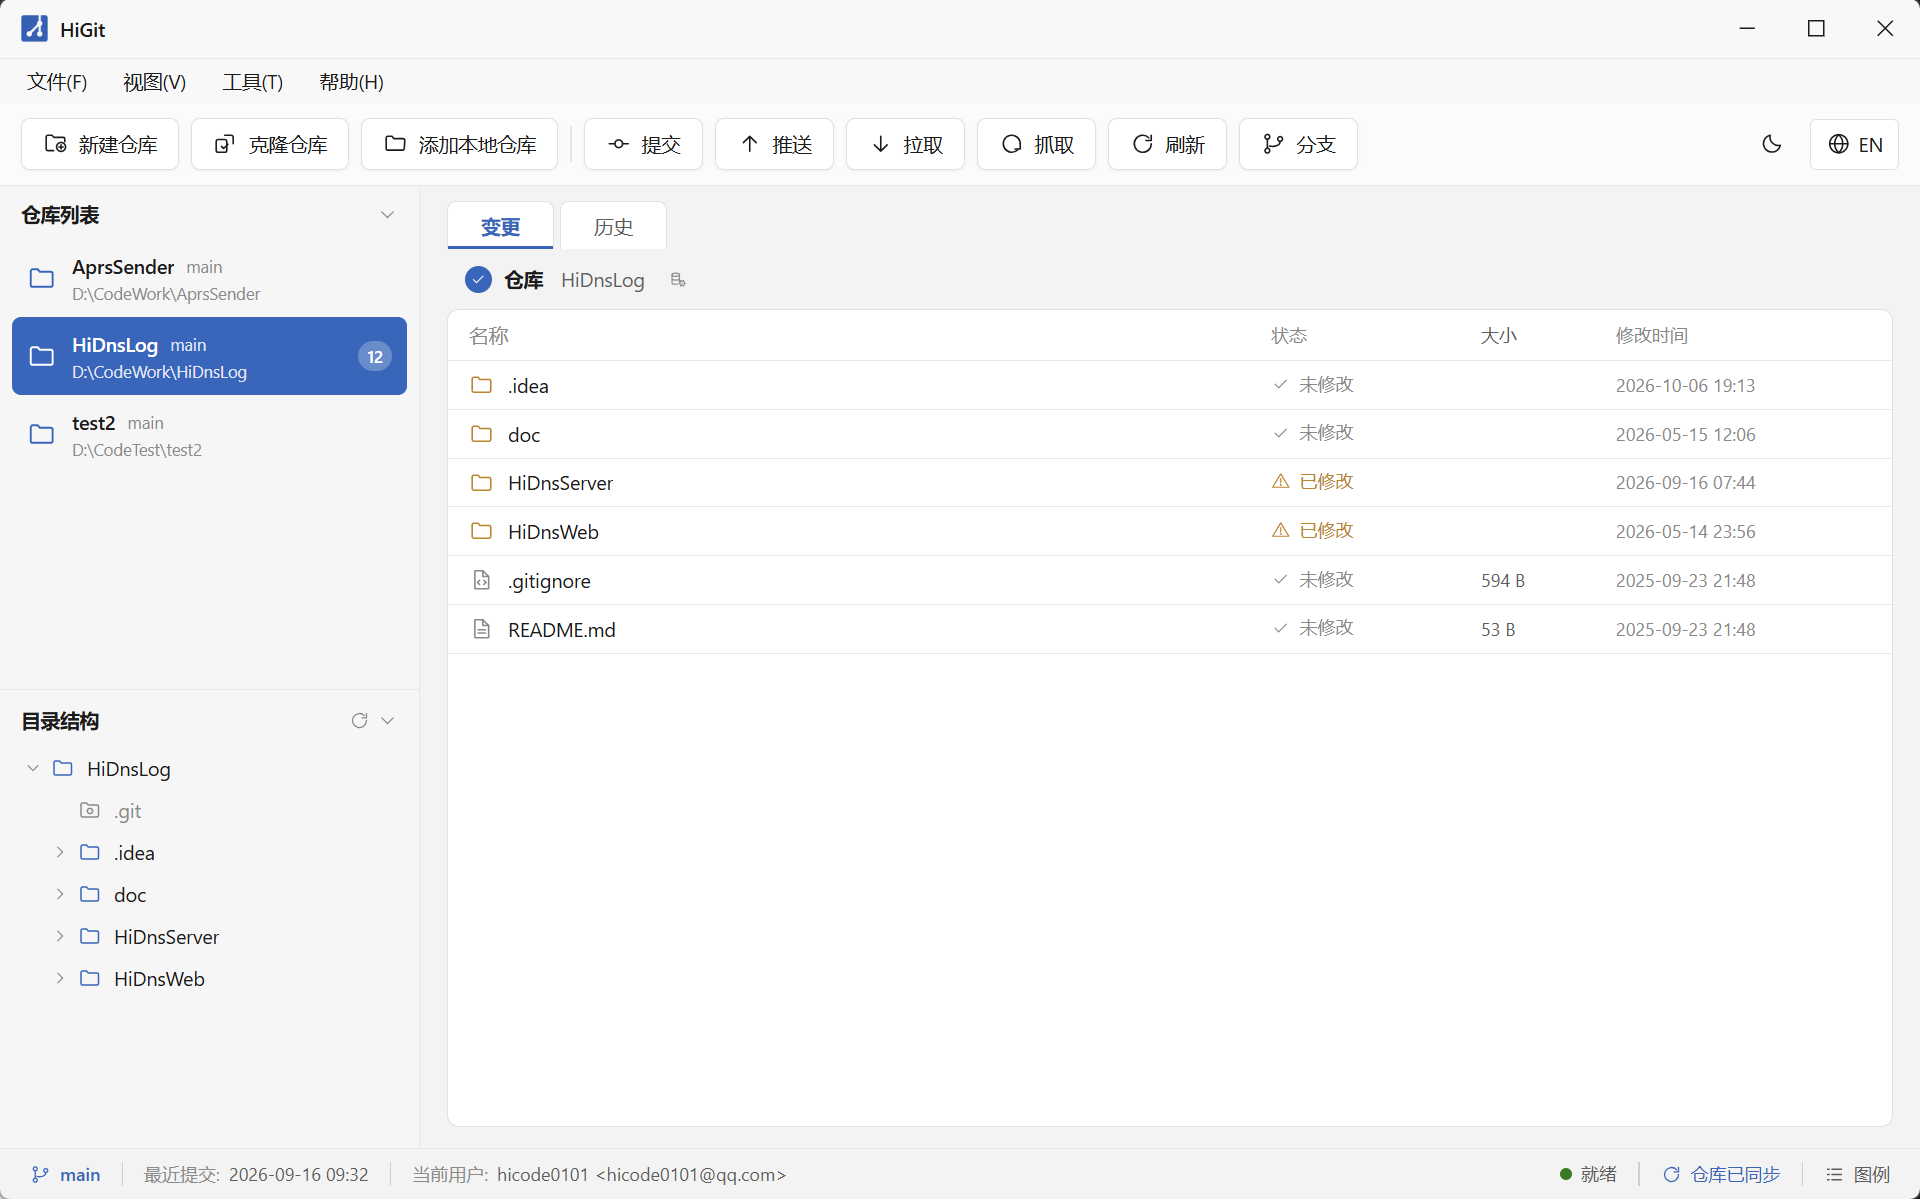 HiGit
文件(F) 视图(V) 工具(T) 帮助(H)
新建仓库 克隆仓库 添加本地仓库 提交 推送 拉取 抓取 刷新 分支 EN
仓库列表
AprsSender main
D:\CodeWork\AprsSender
HiDnsLog main
D:\CodeWork\HiDnsLog
12
test2 main
D:\CodeTest\test2
目录结构
HiDnsLog
.git
.idea
doc
HiDnsServer
HiDnsWeb
变更 历史
仓库 HiDnsLog
名称 状态 大小 修改时间
.idea 未修改 2026-10-06 19:13
doc 未修改 2026-05-15 12:06
HiDnsServer 已修改 2026-09-16 07:44
HiDnsWeb 已修改 2026-05-14 23:56
.gitignore 未修改 594 B 2025-09-23 21:48
README.md 未修改 53 B 2025-09-23 21:48
main 最近提交: 2026-09-16 09:32 当前用户: hicode0101 <hicode0101@qq.com> 就绪 仓库已同步 图例